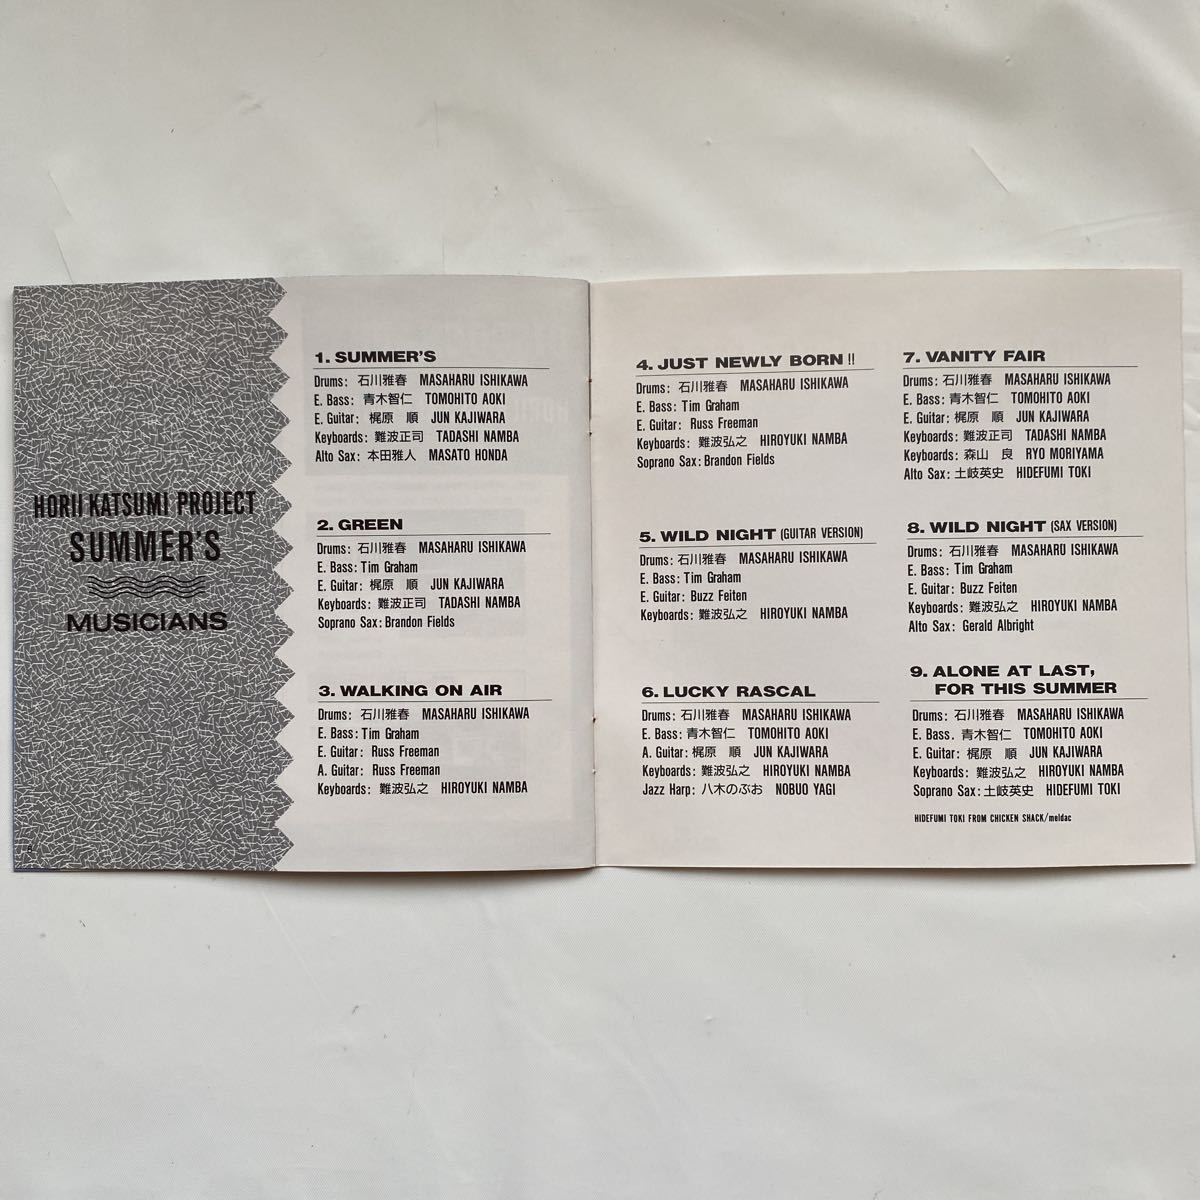 HORII KATSUMI PROJECT
SUMMER'S
MUSICIANS
1. SUMMER'S
Drums: 石川雅春 MASAHARU ISHIKAWA
E. Bass: 青木智仁 TOMOHITO AOKI
E. Guitar: 梶原 順 JUN KAJIWARA
Keyboards: 難波正司 TADASHI NAMBA
Alto Sax: 本田雅人 MASATO HONDA
2. GREEN
Drums: 石川雅春 MASAHARU ISHIKAWA
E. Bass: Tim Graham
E. Guitar: 梶原 順 JUN KAJIWARA
Keyboards: 難波正司 TADASHI NAMBA
Soprano Sax: Brandon Fields
3. WALKING ON AIR
Drums: 石川雅春 MASAHARU ISHIKAWA
E. Bass: Tim Graham
E. Guitar: Russ Freeman
A. Guitar: Russ Freeman
Keyboards: 難波弘之 HIROYUKI NAMBA
4. JUST NEWLY BORN !!
Drums: 石川雅春 MASAHARU ISHIKAWA
E. Bass: Tim Graham
E. Guitar: Russ Freeman
Keyboards: 難波弘之 HIROYUKI NAMBA
Soprano Sax: Brandon Fields
5. WILD NIGHT (GUITAR VERSION)
Drums: 石川雅春 MASAHARU ISHIKAWA
E. Bass: Tim Graham
E. Guitar: Buzz Feiten
Keyboards: 難波弘之 HIROYUKI NAMBA
6. LUCKY RASCAL
Drums: 石川雅春 MASAHARU ISHIKAWA
E. Bass: 青木智仁 TOMOHITO AOKI
A. Guitar: 梶原 順 JUN KAJIWARA
Keyboards: 難波弘之 HIROYUKI NAMBA
Jazz Harp: 八木のぶお NOBUO YAGI
7. VANITY FAIR
Drums: 石川雅春 MASAHARU ISHIKAWA
E. Bass: 青木智仁 TOMOHITO AOKI
E. Guitar: 梶原 順 JUN KAJIWARA
Keyboards: 難波正司 TADASHI NAMBA
Keyboards: 森山 良 RYO MORIYAMA
Alto Sax: 土岐英史 HIDEFUMI TOKI
8. WILD NIGHT (SAX VERSION)
Drums: 石川雅春 MASAHARU ISHIKAWA
E. Bass: Tim Graham
E. Guitar: Buzz Feiten
Keyboards: 難波弘之 HIROYUKI NAMBA
Alto Sax: Gerald Albright
9. ALONE AT LAST,
FOR THIS SUMMER
Drums: 石川雅春 MASAHARU ISHIKAWA
E. Bass. 青木智仁 TOMOHITO AOKI
E. Guitar: 梶原 順 JUN KAJIWARA
Keyboards: 難波弘之 HIROYUKI NAMBA
Soprano Sax: 土岐英史 HIDEFUMI TOKI
HIDEFUMI TOKI FROM CHICKEN SHACK/meldac